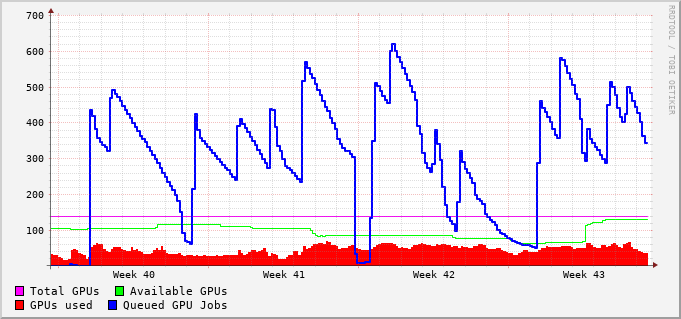 700
600
500
400
300
200
100
Week 40 Week 41 Week 42 Week 43
Total GPUs Available GPUs
GPUs used Queued GPU Jobs
RRDTOOL / TOBI OETIKER